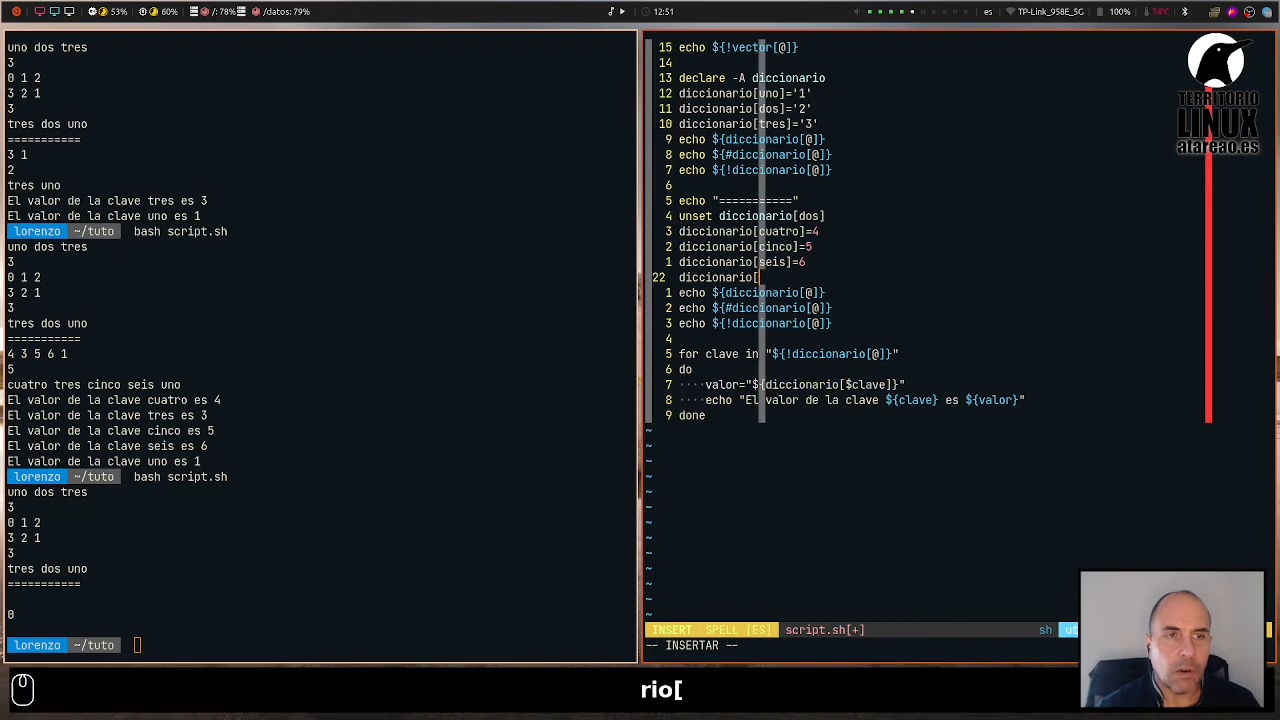 53% 60% /: 78% /datos: 79% 12:51 es TP-Link_958E_5G 100% 74°C
uno dos tres
3
0 1 2
3 2 1
3
tres dos uno
===========
3 1
2
tres uno
El valor de la clave tres es 3
El valor de la clave uno es 1
lorenzo ~/tuto bash script.sh
uno dos tres
3
0 1 2
3 2 1
3
tres dos uno
===========
4 3 5 6 1
5
cuatro tres cinco seis uno
El valor de la clave cuatro es 4
El valor de la clave tres es 3
El valor de la clave cinco es 5
El valor de la clave seis es 6
El valor de la clave uno es 1
lorenzo ~/tuto bash script.sh
uno dos tres
3
0 1 2
3 2 1
3
tres dos uno
===========
0
lorenzo ~/tuto
15 echo ${!vector[@]}
14
13 declare -A diccionario
12 diccionario[uno]='1'
11 diccionario[dos]='2'
10 diccionario[tres]='3'
9 echo ${diccionario[@]}
8 echo ${#diccionario[@]}
7 echo ${!diccionario[@]}
6
5 echo "==========="
4 unset diccionario[dos]
3 diccionario[cuatro]=4
2 diccionario[cinco]=5
1 diccionario[seis]=6
22 diccionario[
1 echo ${diccionario[@]}
2 echo ${#diccionario[@]}
3 echo ${!diccionario[@]}
4
5 for clave in "${!diccionario[@]}"
6 do
7 ····valor="${diccionario[$clave]}"
8 ····echo "El valor de la clave ${clave} es ${valor}"
9 done
~
~
~
~
~
~
~
~
~
~
~
~
~
INSERT SPELL [ES] script.sh[+] sh ut
-- INSERTAR --
TERRITORIO
LINUX
atareao.es
rio[